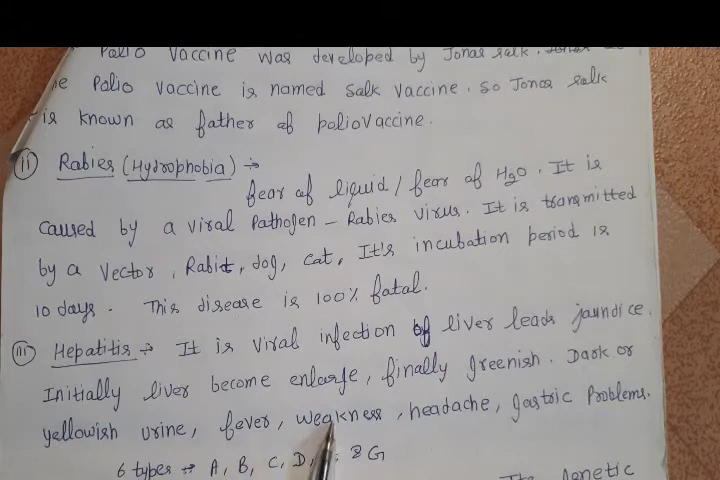 Polio vaccine was developed by Jonas salk.
Polio vaccine is named Salk vaccine. So Jonas salk
is known as father of poliovaccine.
(ii) Rabies (Hydrophobia) →
fear of liquid / fear of H2O. It is
caused by a viral Pathogen - Rabies virus. It is transmitted
by a vector, Rabit, dog, cat, It's incubation period is
10 days. This disease is 100% fatal.
(iii) Hepatitis → It is viral infection of liver leads jaundice.
Initially liver become enlarge, finally greenish. Dark or
yellowish urine, fever, weakness, headache, gastric Problems.
6 types → A, B, C, D, & G
genetic